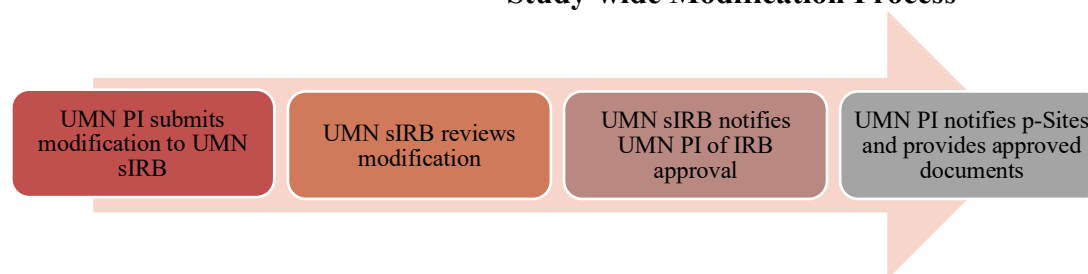 Study-wide Modification Process
UMN PI submits
modification to UMN
sIRB
UMN sIRB reviews
modification
UMN sIRB notifies
UMN PI of IRB
approval
UMN PI notifies p-Sites
and provides approved
documents